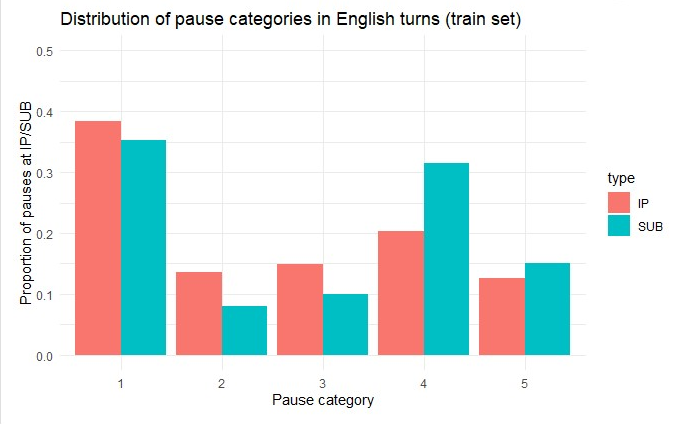 Distribution of pause categories in English turns (train set)
Proportion of pauses at IP/SUB
0.5
0.4
0.3
0.2
0.1
0.0
1 2 3 4 5
Pause category
type
IP
SUB